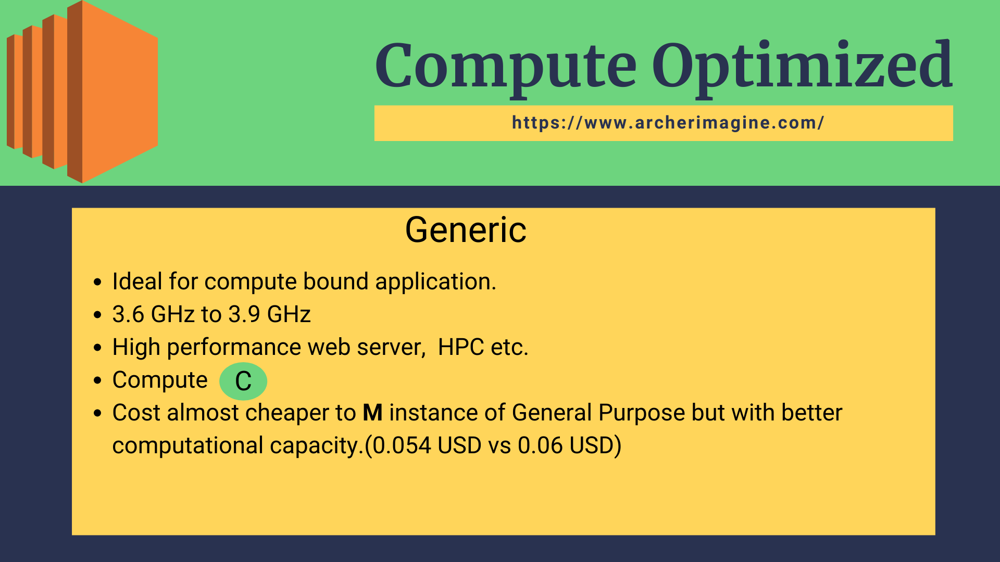 Compute Optimized
https://www.archerimagine.com/
Generic
• Ideal for compute bound application.
• 3.6 GHz to 3.9 GHz
• High performance web server,  HPC etc.
• Compute C
• Cost almost cheaper to M instance of General Purpose but with better
computational capacity.(0.054 USD vs 0.06 USD)